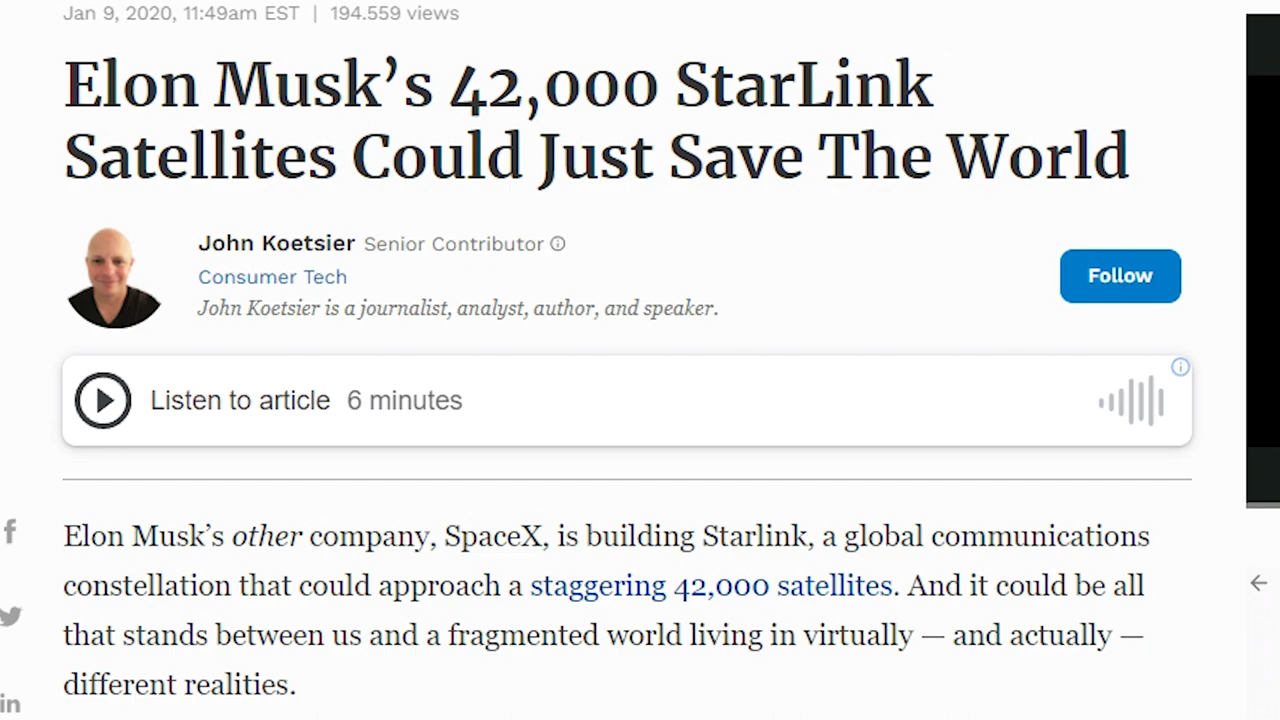 Jan 9, 2020, 11:49am EST | 194.559 views
Elon Musk’s 42,000 StarLink
Satellites Could Just Save The World
John Koetsier Senior Contributor
Consumer Tech
John Koetsier is a journalist, analyst, author, and speaker.
Follow
Listen to article 6 minutes
Elon Musk’s other company, SpaceX, is building Starlink, a global communications
constellation that could approach a staggering 42,000 satellites. And it could be all
that stands between us and a fragmented world living in virtually — and actually —
different realities.